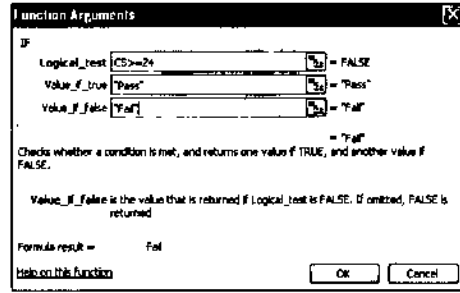 Function Arguments
IF
Logical_test C5>=24 = FALSE
Value_if_true "Pass" = "Pass"
Value_if_false "Fail" = "Fail"
= "Fail"
Checks whether a condition is met, and returns one value if TRUE, and another value if
FALSE.
Value_if_false is the value that is returned if Logical_test is FALSE. If omitted, FALSE is
returned
Formula result = Fail
Help on this function OK Cancel